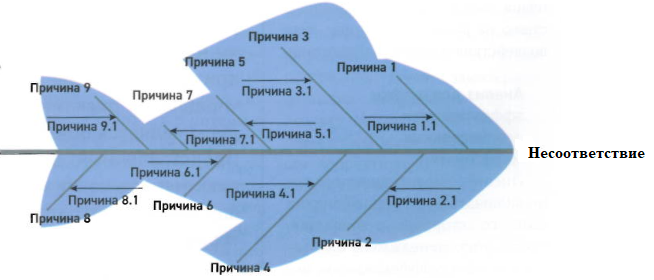 Причина 3
Причина 5
Причина 1
Причина 9
Причина 7
Причина 3.1
Причина 9.1
Причина 7.1
Причина 5.1
Причина 1.1
Несоответствие
Причина 6.1
Причина 8.1
Причина 4.1
Причина 2.1
Причина 8
Причина 6
Причина 2
Причина 4